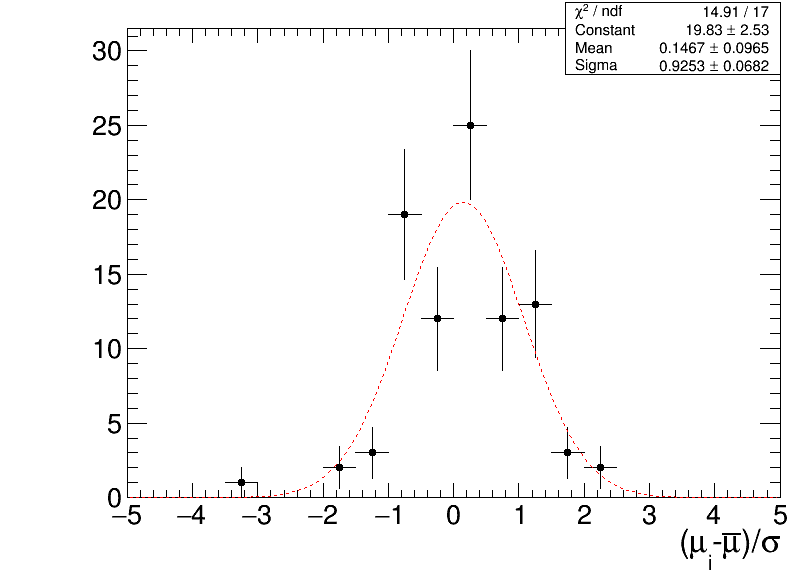 χ² / ndf 14.91 / 17
Constant 19.83 ± 2.53
Mean 0.1467 ± 0.0965
Sigma 0.9253 ± 0.0682
30
25
20
15
10
5
0
−5 −4 −3 −2 −1 0 1 2 3 4 5
(μᵢ-μ̅)/σ